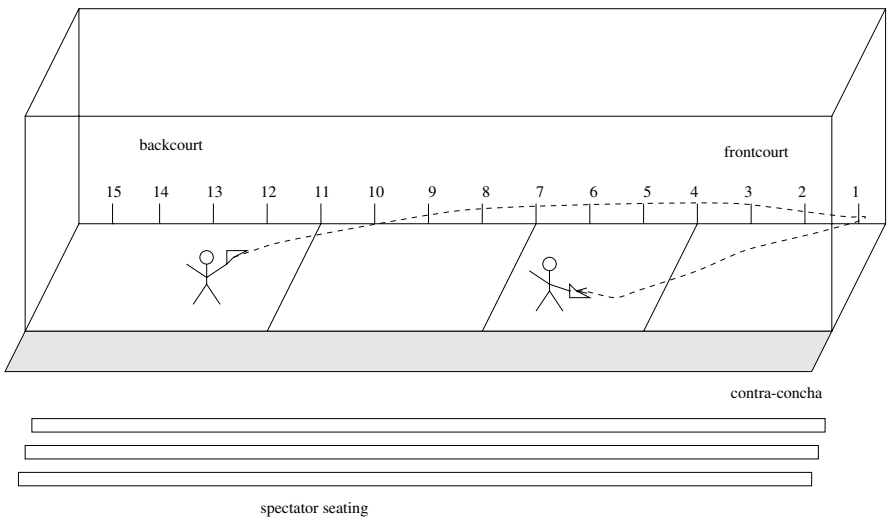 backcourt
frontcourt
15 14 13 12 11 10 9 8 7 6 5 4 3 2 1
contra-concha
spectator seating